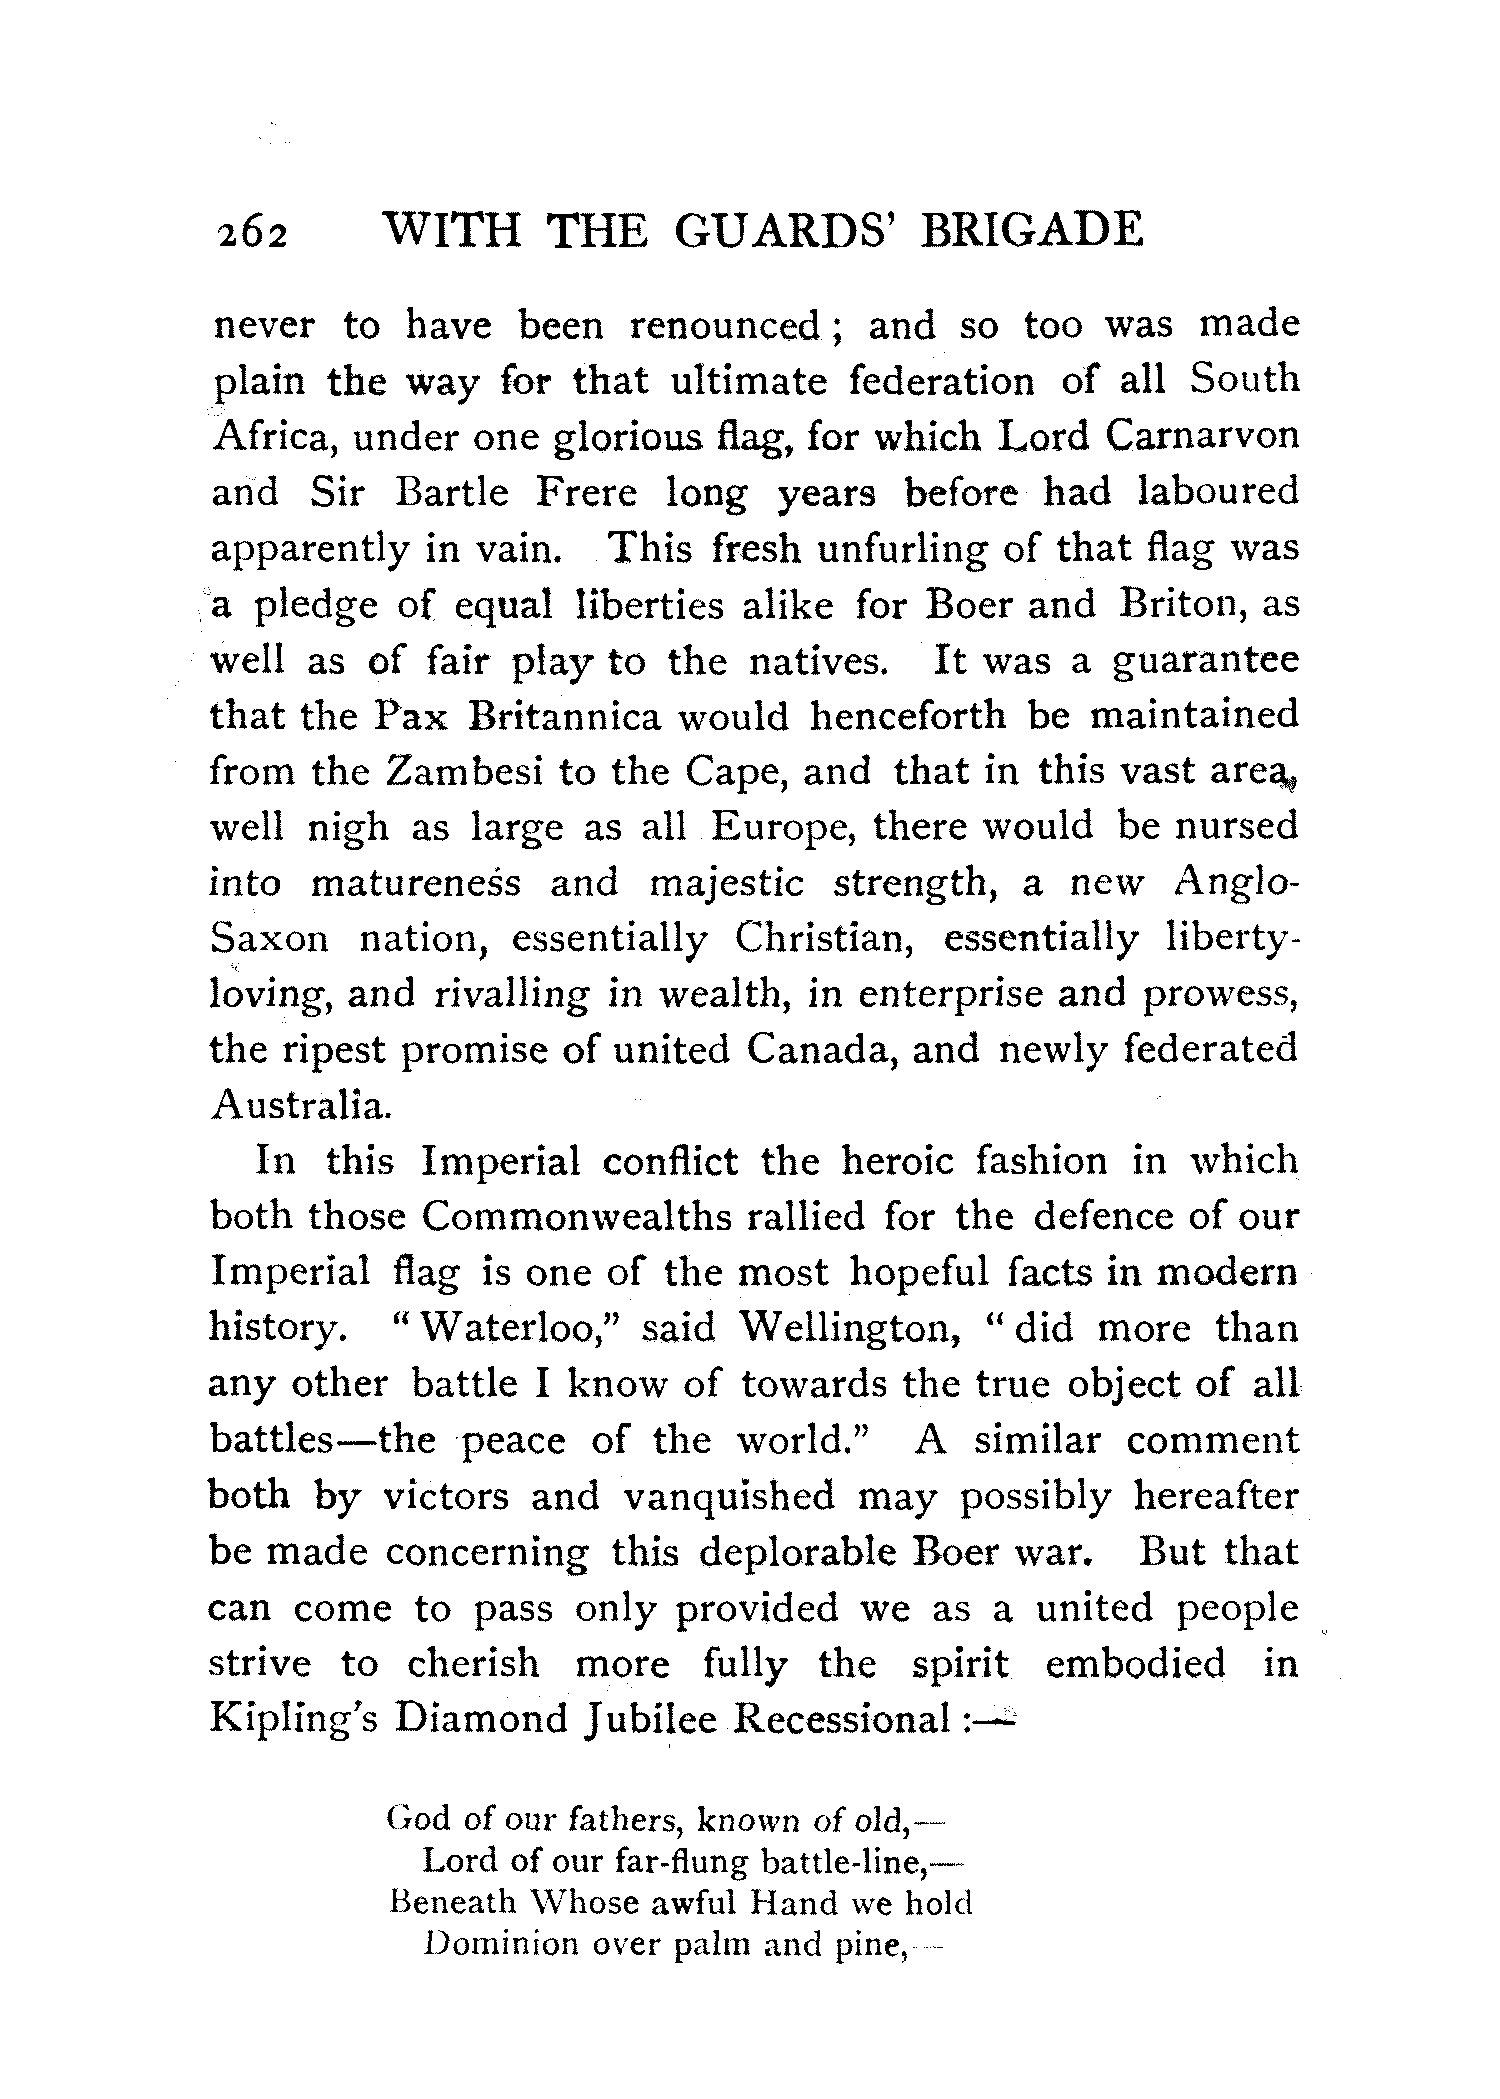 262 WITH THE GUARDS’ BRIGADE
never to have been renounced ; and so too was made
plain the way for that ultimate federation of all South
Africa, under one glorious flag, for which Lord Carnarvon
and Sir Bartle Frere long years before had laboured
apparently in vain. This fresh unfurling of that flag was
a pledge of equal liberties alike for Boer and Briton, as
well as of fair play to the natives. It was a guarantee
that the Pax Britannica would henceforth be maintained
from the Zambesi to the Cape, and that in this vast area,
well nigh as large as all Europe, there would be nursed
into matureness and majestic strength, a new Anglo-
Saxon nation, essentially Christian, essentially liberty-
loving, and rivalling in wealth, in enterprise and prowess,
the ripest promise of united Canada, and newly federated
Australia.
In this Imperial conflict the heroic fashion in which
both those Commonwealths rallied for the defence of our
Imperial flag is one of the most hopeful facts in modern
history. “ Waterloo,” said Wellington, “ did more than
any other battle I know of towards the true object of all
battles—the peace of the world.” A similar comment
both by victors and vanquished may possibly hereafter
be made concerning this deplorable Boer war. But that
can come to pass only provided we as a united people
strive to cherish more fully the spirit embodied in
Kipling’s Diamond Jubilee Recessional :—
God of our fathers, known of old,—
Lord of our far-flung battle-line,—
Beneath Whose awful Hand we hold
Dominion over palm and pine,—